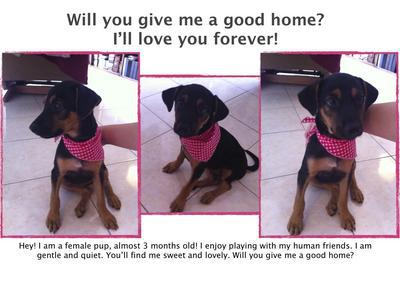 Will you give me a good home?
I'll love you forever!
Hey! I am a female pup, almost 3 months old! I enjoy playing with my human friends. I am
gentle and quiet. You'll find me sweet and lovely. Will you give me a good home?